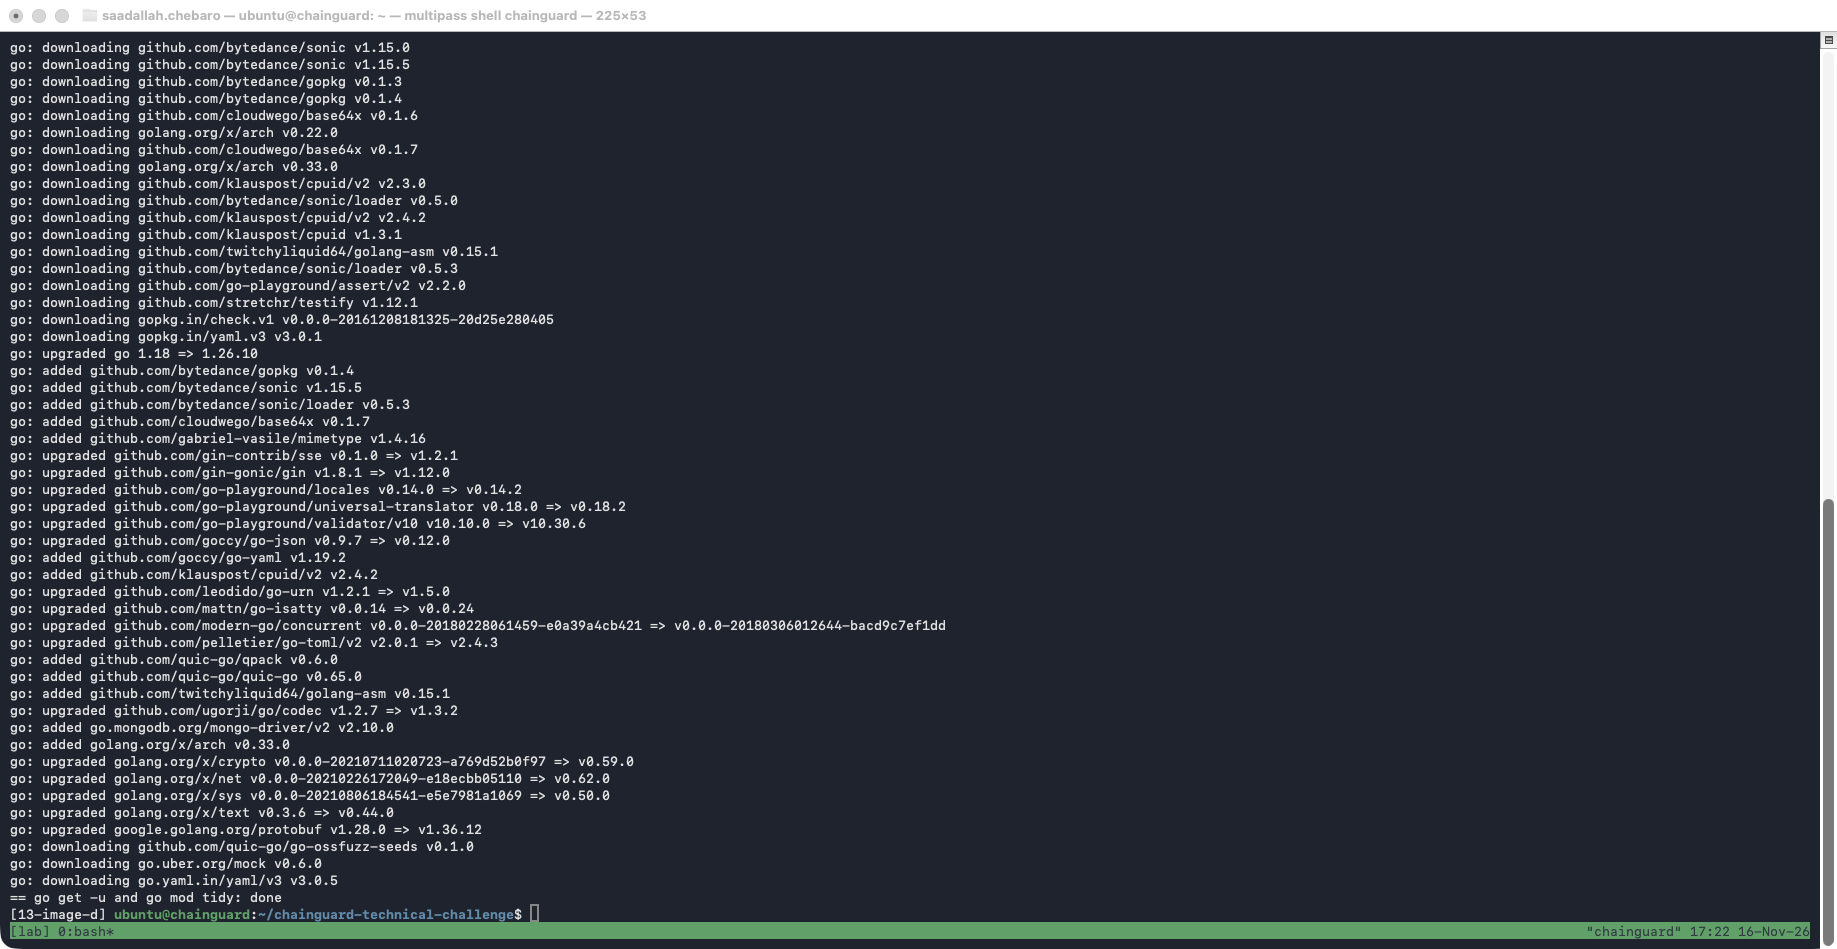 saadallah.chebaro — ubuntu@chainguard: ~ — multipass shell chainguard — 225×53
go: downloading github.com/bytedance/sonic v1.15.0
go: downloading github.com/bytedance/sonic v1.15.5
go: downloading github.com/bytedance/gopkg v0.1.3
go: downloading github.com/bytedance/gopkg v0.1.4
go: downloading github.com/cloudwego/base64x v0.1.6
go: downloading golang.org/x/arch v0.22.0
go: downloading github.com/cloudwego/base64x v0.1.7
go: downloading golang.org/x/arch v0.33.0
go: downloading github.com/klauspost/cpuid/v2 v2.3.0
go: downloading github.com/bytedance/sonic/loader v0.5.0
go: downloading github.com/klauspost/cpuid/v2 v2.4.2
go: downloading github.com/klauspost/cpuid v1.3.1
go: downloading github.com/twitchyliquid64/golang-asm v0.15.1
go: downloading github.com/bytedance/sonic/loader v0.5.3
go: downloading github.com/go-playground/assert/v2 v2.2.0
go: downloading github.com/stretchr/testify v1.12.1
go: downloading gopkg.in/check.v1 v0.0.0-20161208181325-20d25e280405
go: downloading gopkg.in/yaml.v3 v3.0.1
go: upgraded go 1.18 => 1.26.10
go: added github.com/bytedance/gopkg v0.1.4
go: added github.com/bytedance/sonic v1.15.5
go: added github.com/bytedance/sonic/loader v0.5.3
go: added github.com/cloudwego/base64x v0.1.7
go: added github.com/gabriel-vasile/mimetype v1.4.16
go: upgraded github.com/gin-contrib/sse v0.1.0 => v1.2.1
go: upgraded github.com/gin-gonic/gin v1.8.1 => v1.12.0
go: upgraded github.com/go-playground/locales v0.14.0 => v0.14.2
go: upgraded github.com/go-playground/universal-translator v0.18.0 => v0.18.2
go: upgraded github.com/go-playground/validator/v10 v10.10.0 => v10.30.6
go: upgraded github.com/goccy/go-json v0.9.7 => v0.12.0
go: added github.com/goccy/go-yaml v1.19.2
go: added github.com/klauspost/cpuid/v2 v2.4.2
go: upgraded github.com/leodido/go-urn v1.2.1 => v1.5.0
go: upgraded github.com/mattn/go-isatty v0.0.14 => v0.0.24
go: upgraded github.com/modern-go/concurrent v0.0.0-20180228061459-e0a39a4cb421 => v0.0.0-20180306012644-bacd9c7ef1dd
go: upgraded github.com/pelletier/go-toml/v2 v2.0.1 => v2.4.3
go: added github.com/quic-go/qpack v0.6.0
go: added github.com/quic-go/quic-go v0.65.0
go: added github.com/twitchyliquid64/golang-asm v0.15.1
go: upgraded github.com/ugorji/go/codec v1.2.7 => v1.3.2
go: added go.mongodb.org/mongo-driver/v2 v2.10.0
go: added golang.org/x/arch v0.33.0
go: upgraded golang.org/x/crypto v0.0.0-20210711020723-a769d52b0f97 => v0.59.0
go: upgraded golang.org/x/net v0.0.0-20210226172049-e18ecbb05110 => v0.62.0
go: upgraded golang.org/x/sys v0.0.0-20210806184541-e5e7981a1069 => v0.50.0
go: upgraded golang.org/x/text v0.3.6 => v0.44.0
go: upgraded google.golang.org/protobuf v1.28.0 => v1.36.12
go: downloading github.com/quic-go/go-ossfuzz-seeds v0.1.0
go: downloading go.uber.org/mock v0.6.0
go: downloading go.yaml.in/yaml/v3 v3.0.5
== go get -u and go mod tidy: done
[13-image-d] ubuntu@chainguard:~/chainguard-technical-challenge$
[lab] 0:bash* "chainguard" 17:22 16-Nov-26